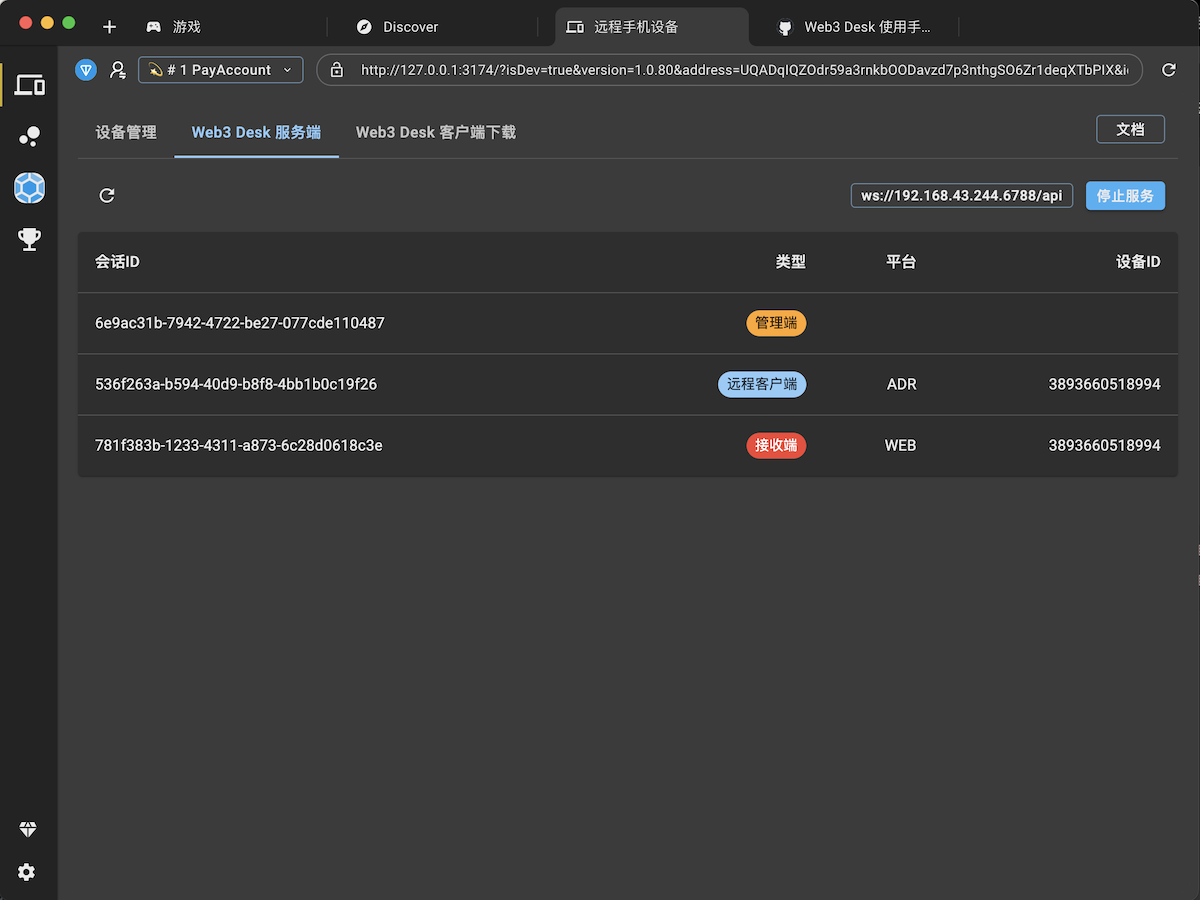 游戏
Discover
远程手机设备
Web3 Desk 使用手...
# 1 PayAccount
http://127.0.0.1:3174/?isDev=true&version=1.0.80&address=UQADqIQZOdr59a3rnkbOODavzd7p3nthgSO6Zr1deqXTbPIX&i
设备管理
Web3 Desk 服务端
Web3 Desk 客户端下载
文档
ws://192.168.43.244.6788/api
停止服务
会话ID 类型 平台 设备ID
6e9ac31b-7942-4722-be27-077cde110487 管理端
536f263a-b594-40d9-b8f8-4bb1b0c19f26 远程客户端 ADR 3893660518994
781f383b-1233-4311-a873-6c28d0618c3e 接收端 WEB 3893660518994